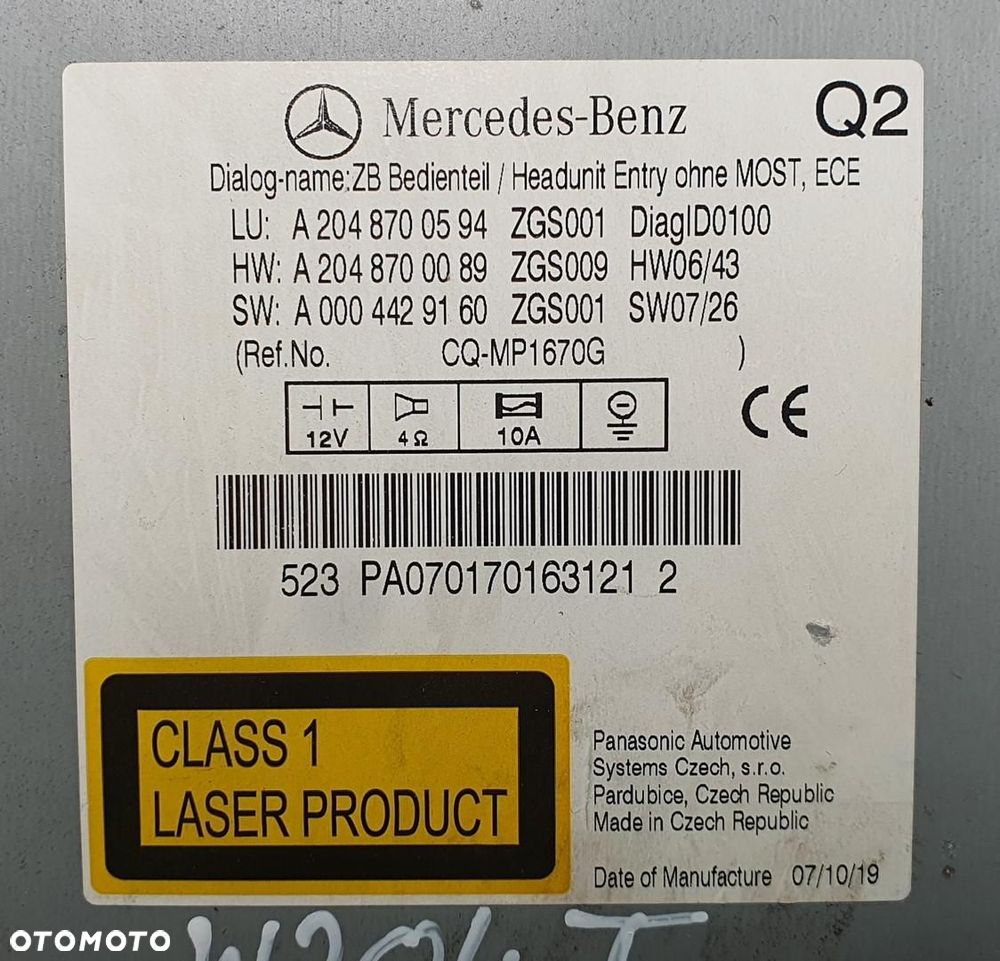 Mercedes-Benz
Q2
Dialog-name:ZB Bedienteil / Headunit Entry ohne MOST, ECE
LU: A 204 870 05 94 ZGS001 DiagID0100
HW: A 204 870 00 89 ZGS009 HW06/43
SW: A 000 442 91 60 ZGS001 SW07/26
(Ref.No. CQ-MP1670G )
12V 4Ω 10A
CE
523 PA070170163121 2
CLASS 1
LASER PRODUCT
Panasonic Automotive
Systems Czech, s.r.o.
Pardubice, Czech Republic
Made in Czech Republic
Date of Manufacture 07/10/19
OTOMOTO
W204 T